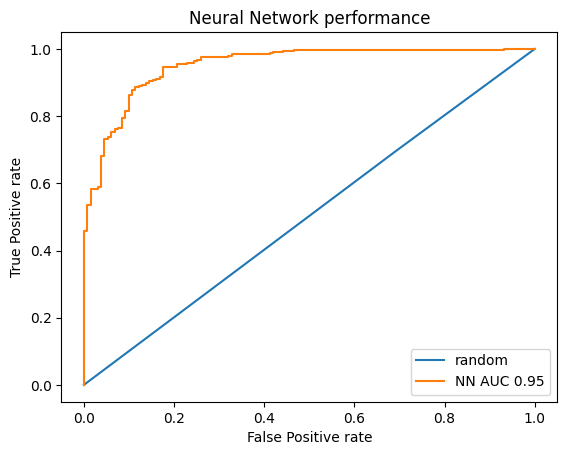 Neural Network performance
True Positive rate
1.0
0.8
0.6
0.4
0.2
0.0
random
NN AUC 0.95
0.0 0.2 0.4 0.6 0.8 1.0
False Positive rate